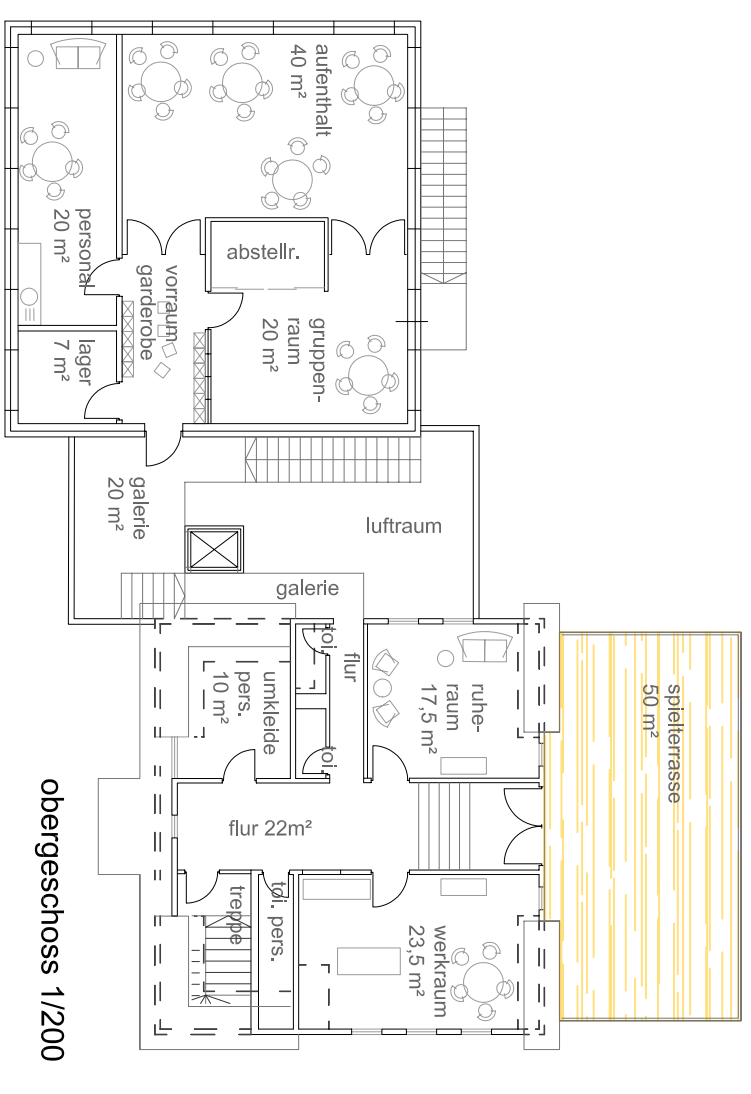 aufenthalt
40 m²
personal
20 m²
abstellr.
vorraum
garderobe
gruppen-
raum
20 m²
lager
7 m²
galerie
20 m²
luftraum
galerie
toi.
flur
ruhe-
raum
17,5 m²
spielterrasse
50 m²
umkleide
pers.
10 m²
toi.
flur 22m²
treppe
toi. pers.
werkraum
23,5 m²
obergeschoss 1/200